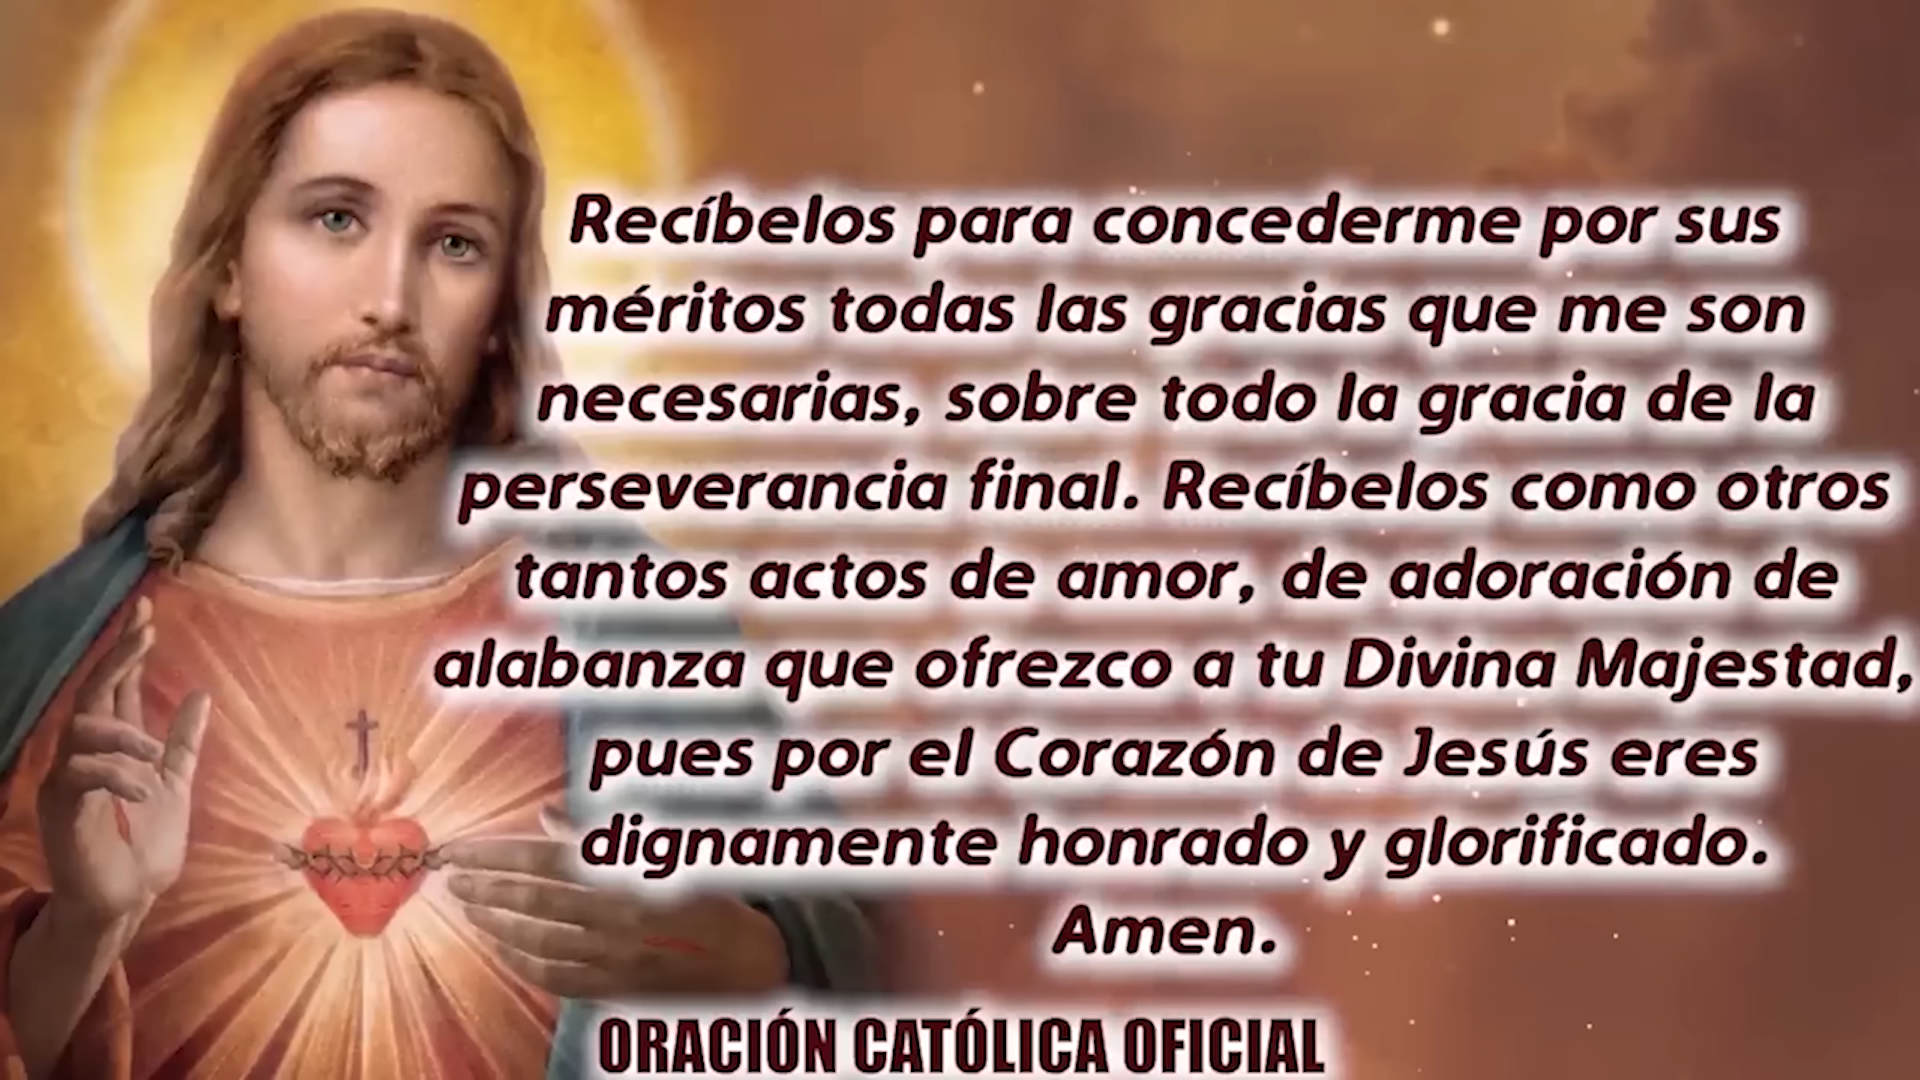 Recíbelos para concederme por sus
méritos todas las gracias que me son
necesarias, sobre todo la gracia de la
perseverancia final. Recíbelos como otros
tantos actos de amor, de adoración de
alabanza que ofrezco a tu Divina Majestad,
pues por el Corazón de Jesús eres
dignamente honrado y glorificado.
Amen.
ORACIÓN CATÓLICA OFICIAL